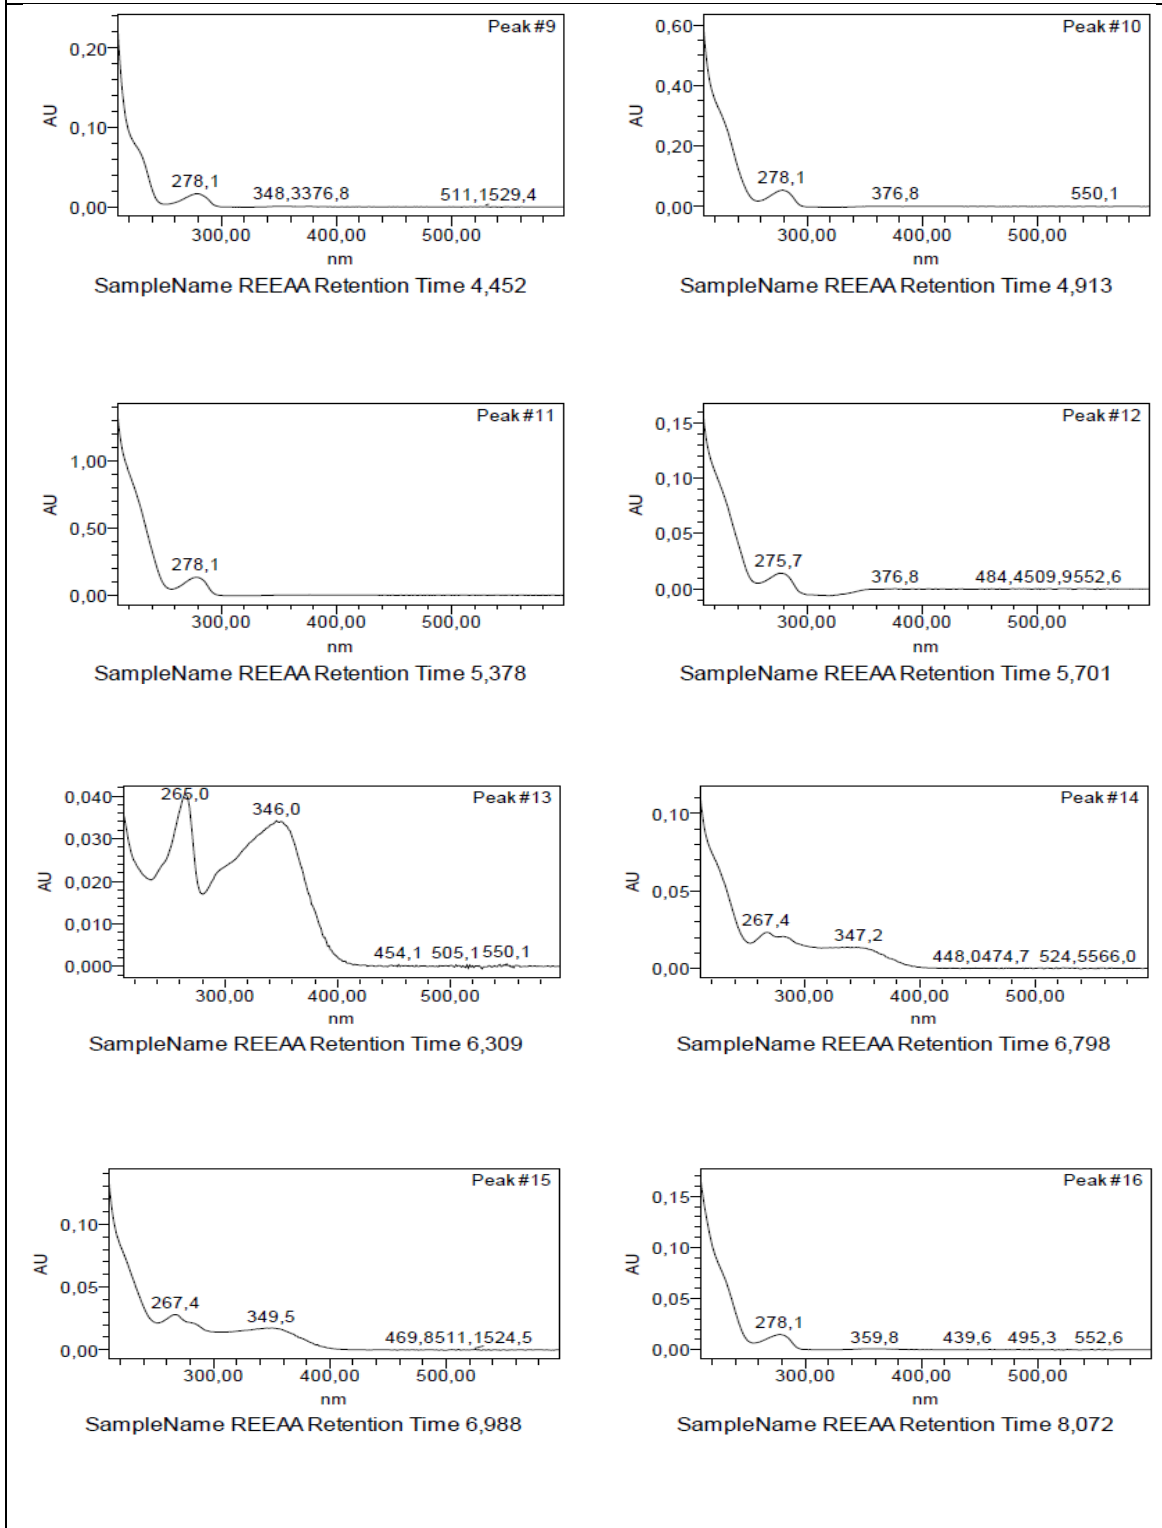 Peak #9
AU
0,20
0,10
0,00
278,1
348,3376,8
511,1529,4
300,00 400,00 500,00
nm
SampleName REEAA Retention Time 4,452
Peak #10
AU
0,60
0,40
0,20
0,00
278,1
376,8
550,1
300,00 400,00 500,00
nm
SampleName REEAA Retention Time 4,913
Peak #11
AU
1,00
0,50
0,00
278,1
300,00 400,00 500,00
nm
SampleName REEAA Retention Time 5,378
Peak #12
AU
0,15
0,10
0,05
0,00
275,7
376,8
484,4509,9552,6
300,00 400,00 500,00
nm
SampleName REEAA Retention Time 5,701
Peak #13
AU
0,040
0,030
0,020
0,010
0,000
265,0
346,0
454,1 505,1 550,1
300,00 400,00 500,00
nm
SampleName REEAA Retention Time 6,309
Peak #14
AU
0,10
0,05
0,00
267,4
347,2
448,0474,7 524,5566,0
300,00 400,00 500,00
nm
SampleName REEAA Retention Time 6,798
Peak #15
AU
0,10
0,05
0,00
267,4
349,5
469,8511,1524,5
300,00 400,00 500,00
nm
SampleName REEAA Retention Time 6,988
Peak #16
AU
0,15
0,10
0,05
0,00
278,1
359,8
439,6 495,3 552,6
300,00 400,00 500,00
nm
SampleName REEAA Retention Time 8,072